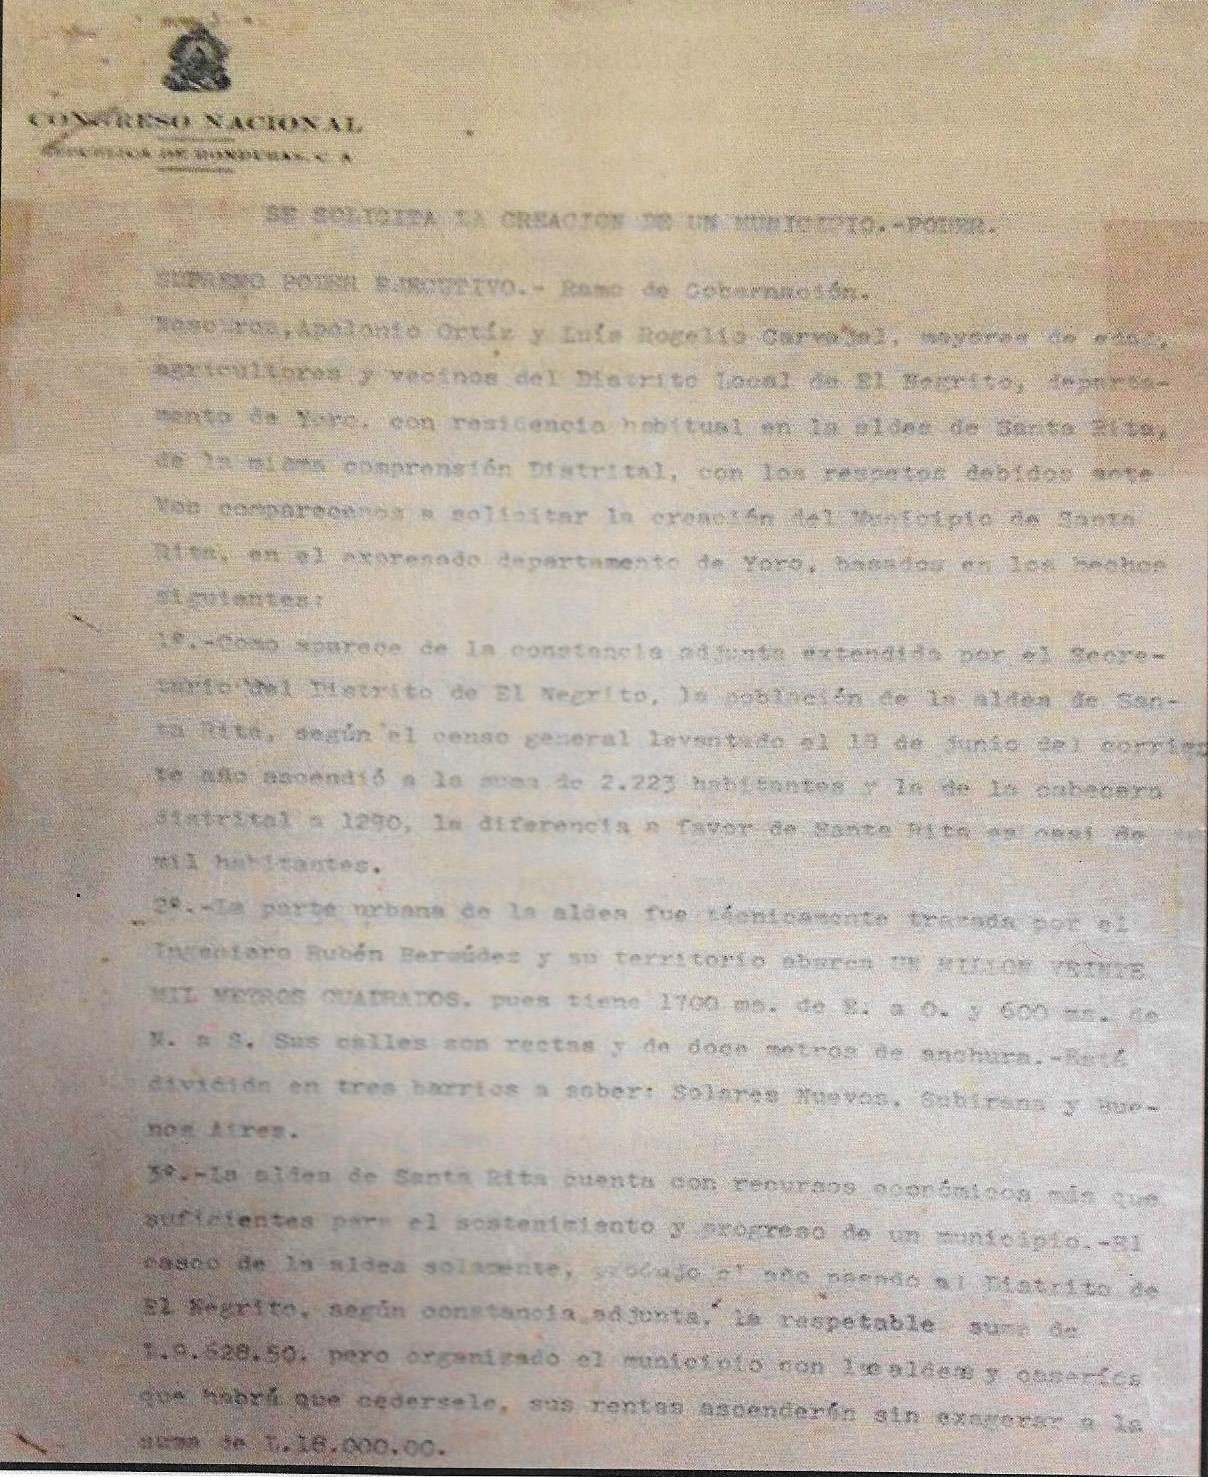 CONGRESO NACIONAL
REPUBLICA DE HONDURAS, C. A.
SE SOLICITA LA CREACION DE UN MUNICIPIO.-PODER.
SUPREMO PODER EJECUTIVO.- Ramo de Gobernación.
Nosotros,Apolonio Ortíz y Luís Rogelio Carvajal, mayores de edad,
agricultores y vecinos del Distrito Local de El Negrito, departa-
mento de Yoro, con residencia habitual en la aldea de Santa Rita,
de la misma comprensión Distrital, con los respetos debidos ante
Vos comparecemos a solicitar la creación del Municipio de Santa
Rita, en el expresado departamento de Yoro, basados en los hechos
siguientes:
1º.-Como aparece de la constancia adjunta extendida por el Secre-
tario del Distrito de El Negrito, la población de la aldea de San-
ta Rita, según el censo general levantado el 18 de junio del corrien
te año ascendió a la suma de 2.223 habitantes y la de la cabecera
distrital a 1290, la diferencia a favor de Santa Rita es casi de
mil habitantes.
2º.-La parte urbana de la aldea fue técnicamente trazada por el
Ingeniero Rubén Bermúdez y su territorio abarca UN MILLON VEINTE
MIL METROS CUADRADOS, pues tiene 1700 ms. de E. a O. y 600 ms. de
N. a S. Sus calles son rectas y de doce metros de anchura.-Está
dividida en tres barrios a saber: Solares Nuevos, Subirana y Bue-
nos Aires.
3º.-La aldea de Santa Rita cuenta con recursos económicos más que
suficientes para el sostenimiento y progreso de un municipio.-El
casco de la aldea solamente, produjo el año pasado al Distrito de
El Negrito, según constancia adjunta, la respetable suma de
L.9.628.50, pero organizado el municipio con las aldeas y caseríos
que habrá que cedersele, sus rentas ascenderán sin exagerar a la
suma de L.18.000.00.